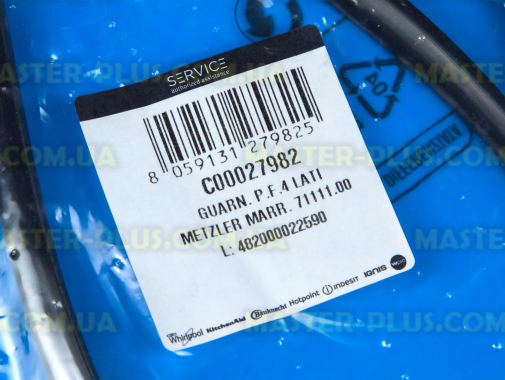 SERVICE
authorized assistance
8 059131 279825
C00027982
GUARN. P.F.4 LATI
METZLER MARR. 71111.00
L: 482000022590
Whirlpool KitchenAid Bauknecht Hotpoint indesit IGNIS
04
MASTER-PLUS.COM.UA